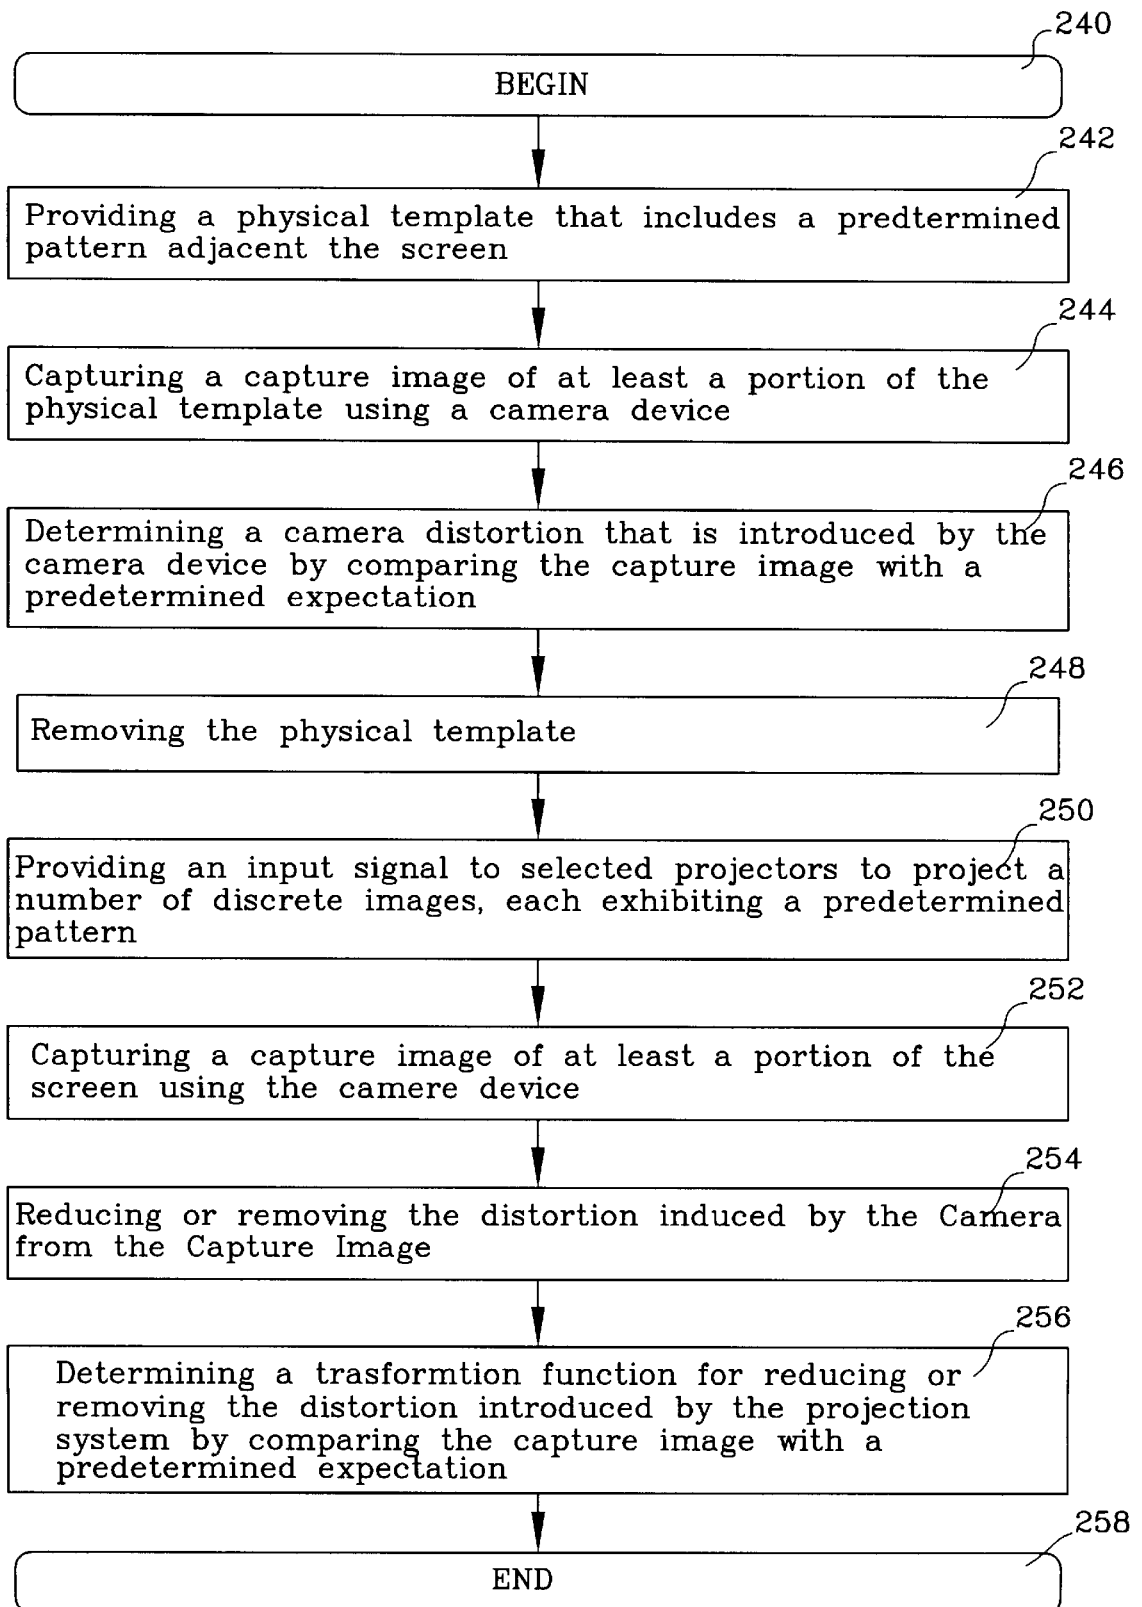 240
BEGIN
242
Providing a physical template that includes a predtermined
pattern adjacent the screen
244
Capturing a capture image of at least a portion of the
physical template using a camera device
246
Determining a camera distortion that is introduced by the
camera device by comparing the capture image with a
predetermined expectation
248
Removing the physical template
250
Providing an input signal to selected projectors to project a
number of discrete images, each exhibiting a predetermined
pattern
252
Capturing a capture image of at least a portion of the
screen using the camere device
254
Reducing or removing the distortion induced by the Camera
from the Capture Image
256
Determining a trasformtion function for reducing or
removing the distortion introduced by the projection
system by comparing the capture image with a
predetermined expectation
258
END